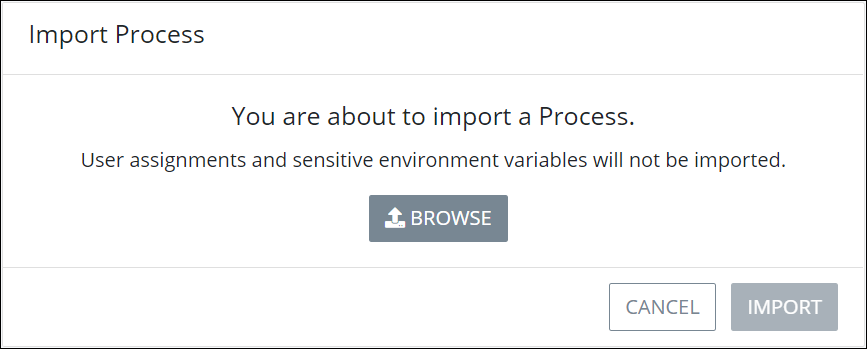 Import Process
You are about to import a Process.
User assignments and sensitive environment variables will not be imported.
BROWSE
CANCEL IMPORT